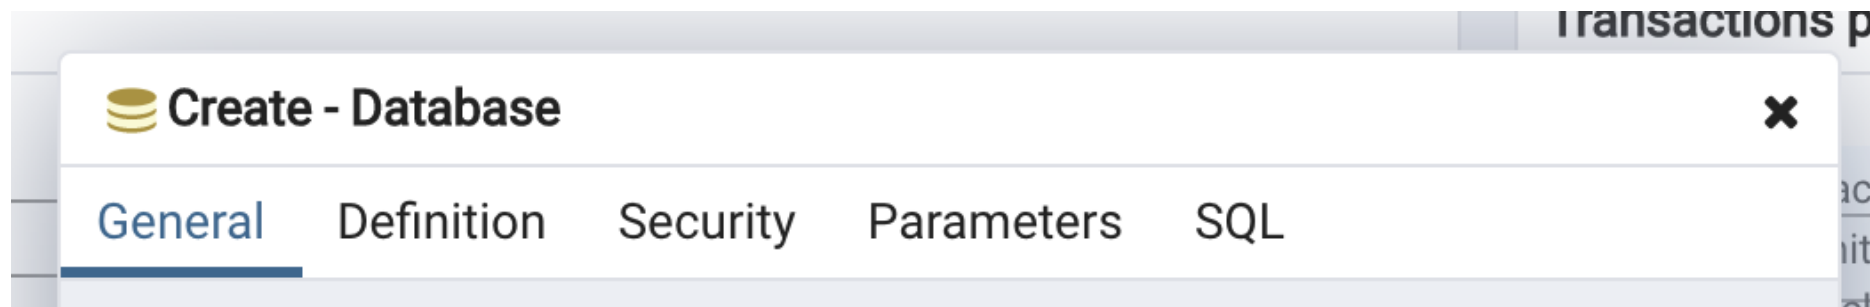 Transactions p
Create - Database
General Definition Security Parameters SQL